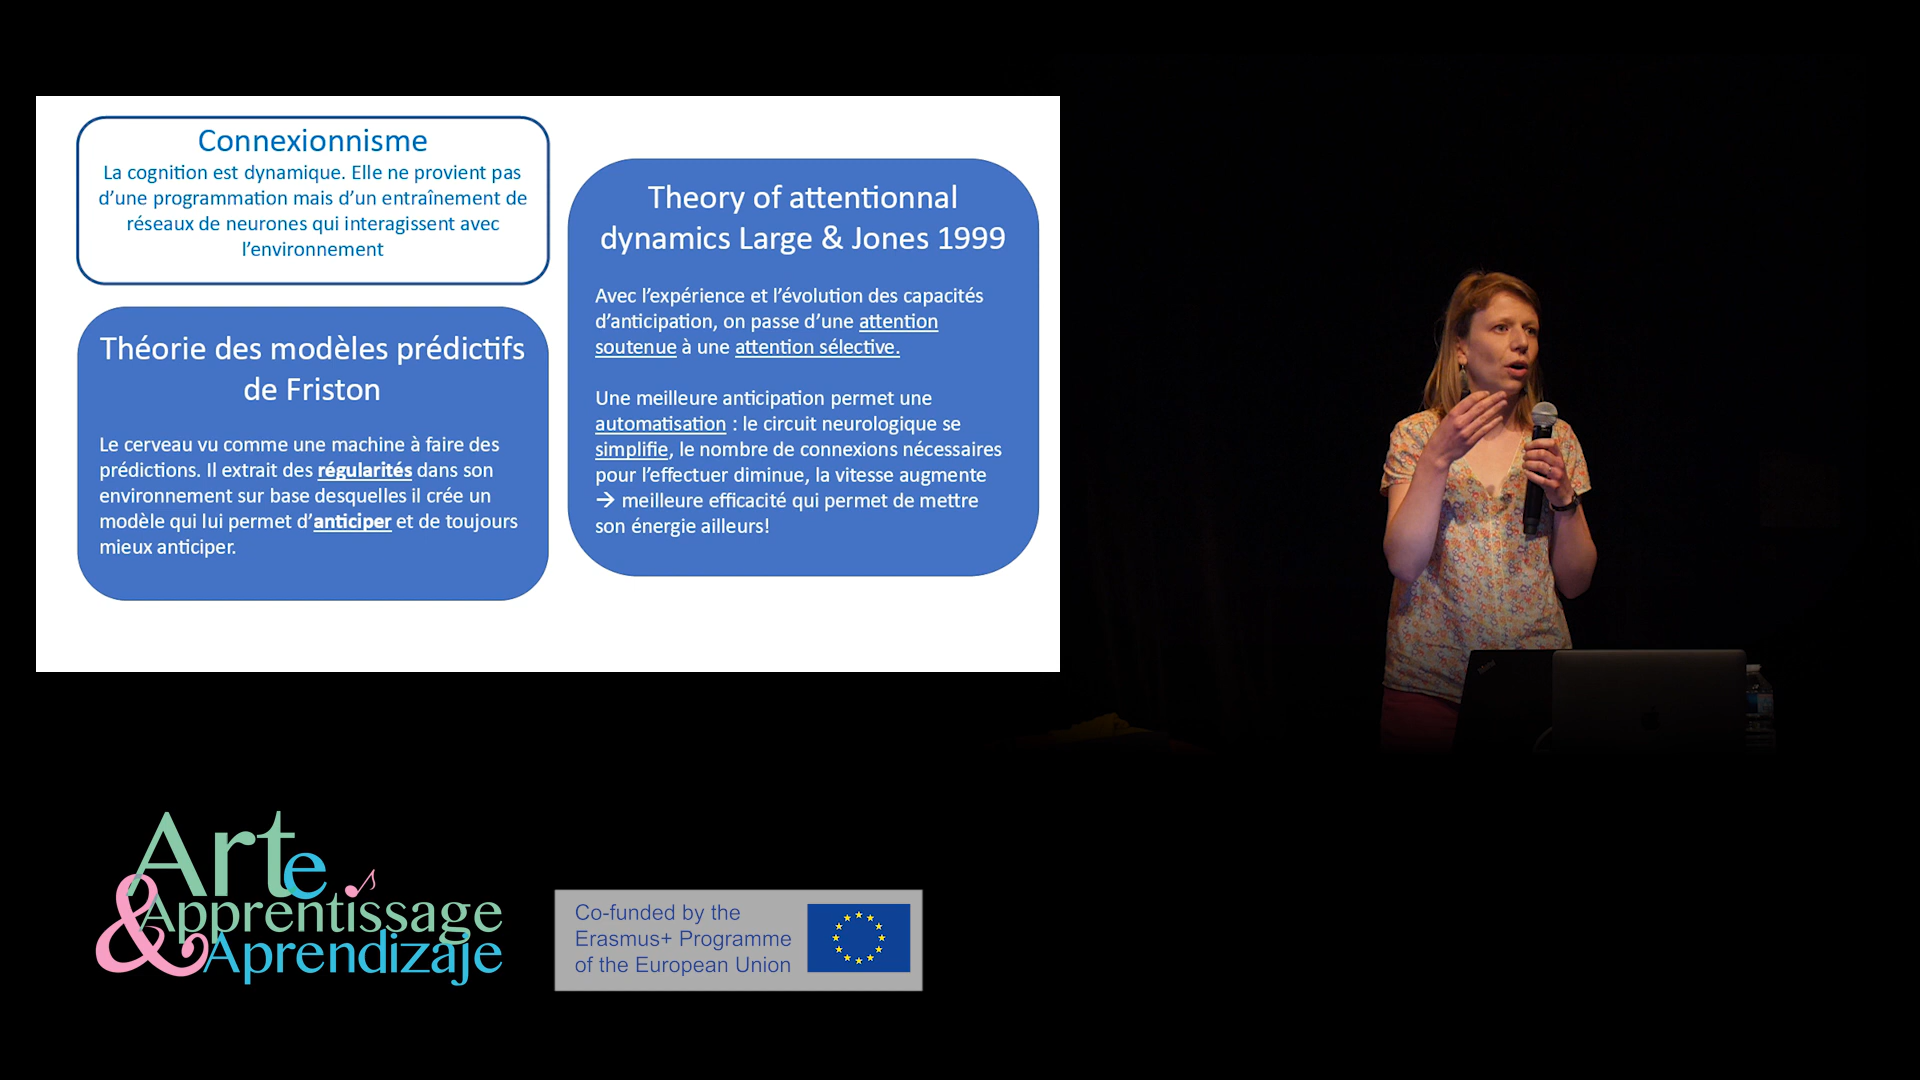 Connexionnisme
La cognition est dynamique. Elle ne provient pas
d’une programmation mais d’un entraînement de
réseaux de neurones qui interagissent avec
l’environnement
Théorie des modèles prédictifs
de Friston
Le cerveau vu comme une machine à faire des
prédictions. Il extrait des régularités dans son
environnement sur base desquelles il crée un
modèle qui lui permet d’anticiper et de toujours
mieux anticiper.
Theory of attentionnal
dynamics Large & Jones 1999
Avec l’expérience et l’évolution des capacités
d’anticipation, on passe d’une attention
soutenue à une attention sélective.
Une meilleure anticipation permet une
automatisation : le circuit neurologique se
simplifie, le nombre de connexions nécessaires
pour l’effectuer diminue, la vitesse augmente
→ meilleure efficacité qui permet de mettre
son énergie ailleurs!
Arte
& Apprentissage
Aprendizaje
Co-funded by the
Erasmus+ Programme
of the European Union